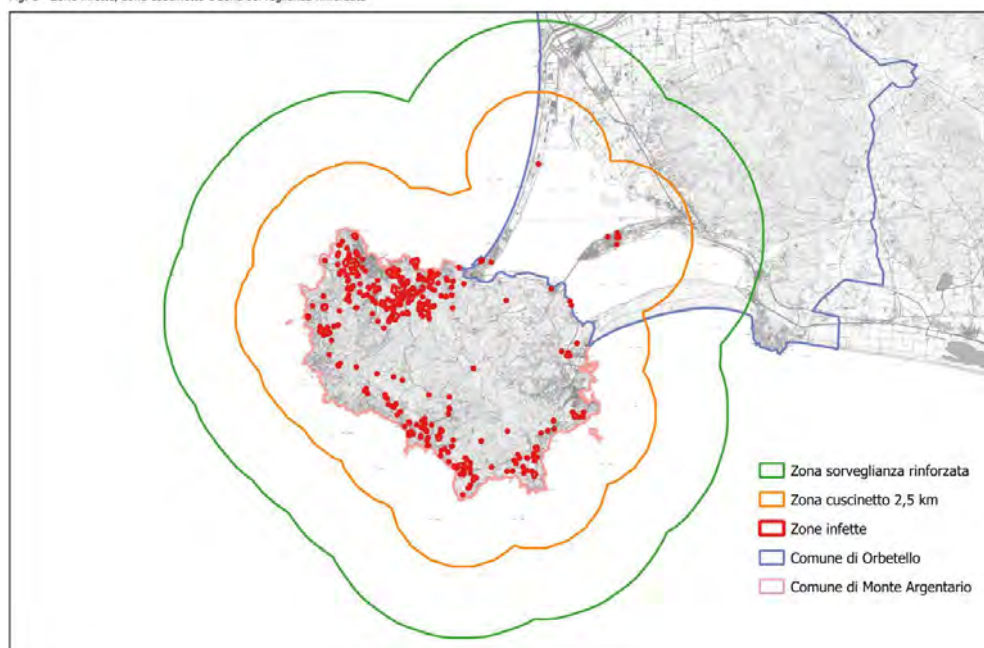 Zona sorveglianza rinforzata
Zona cuscinetto 2,5 km
Zone infette
Comune di Orbetello
Comune di Monte Argentario